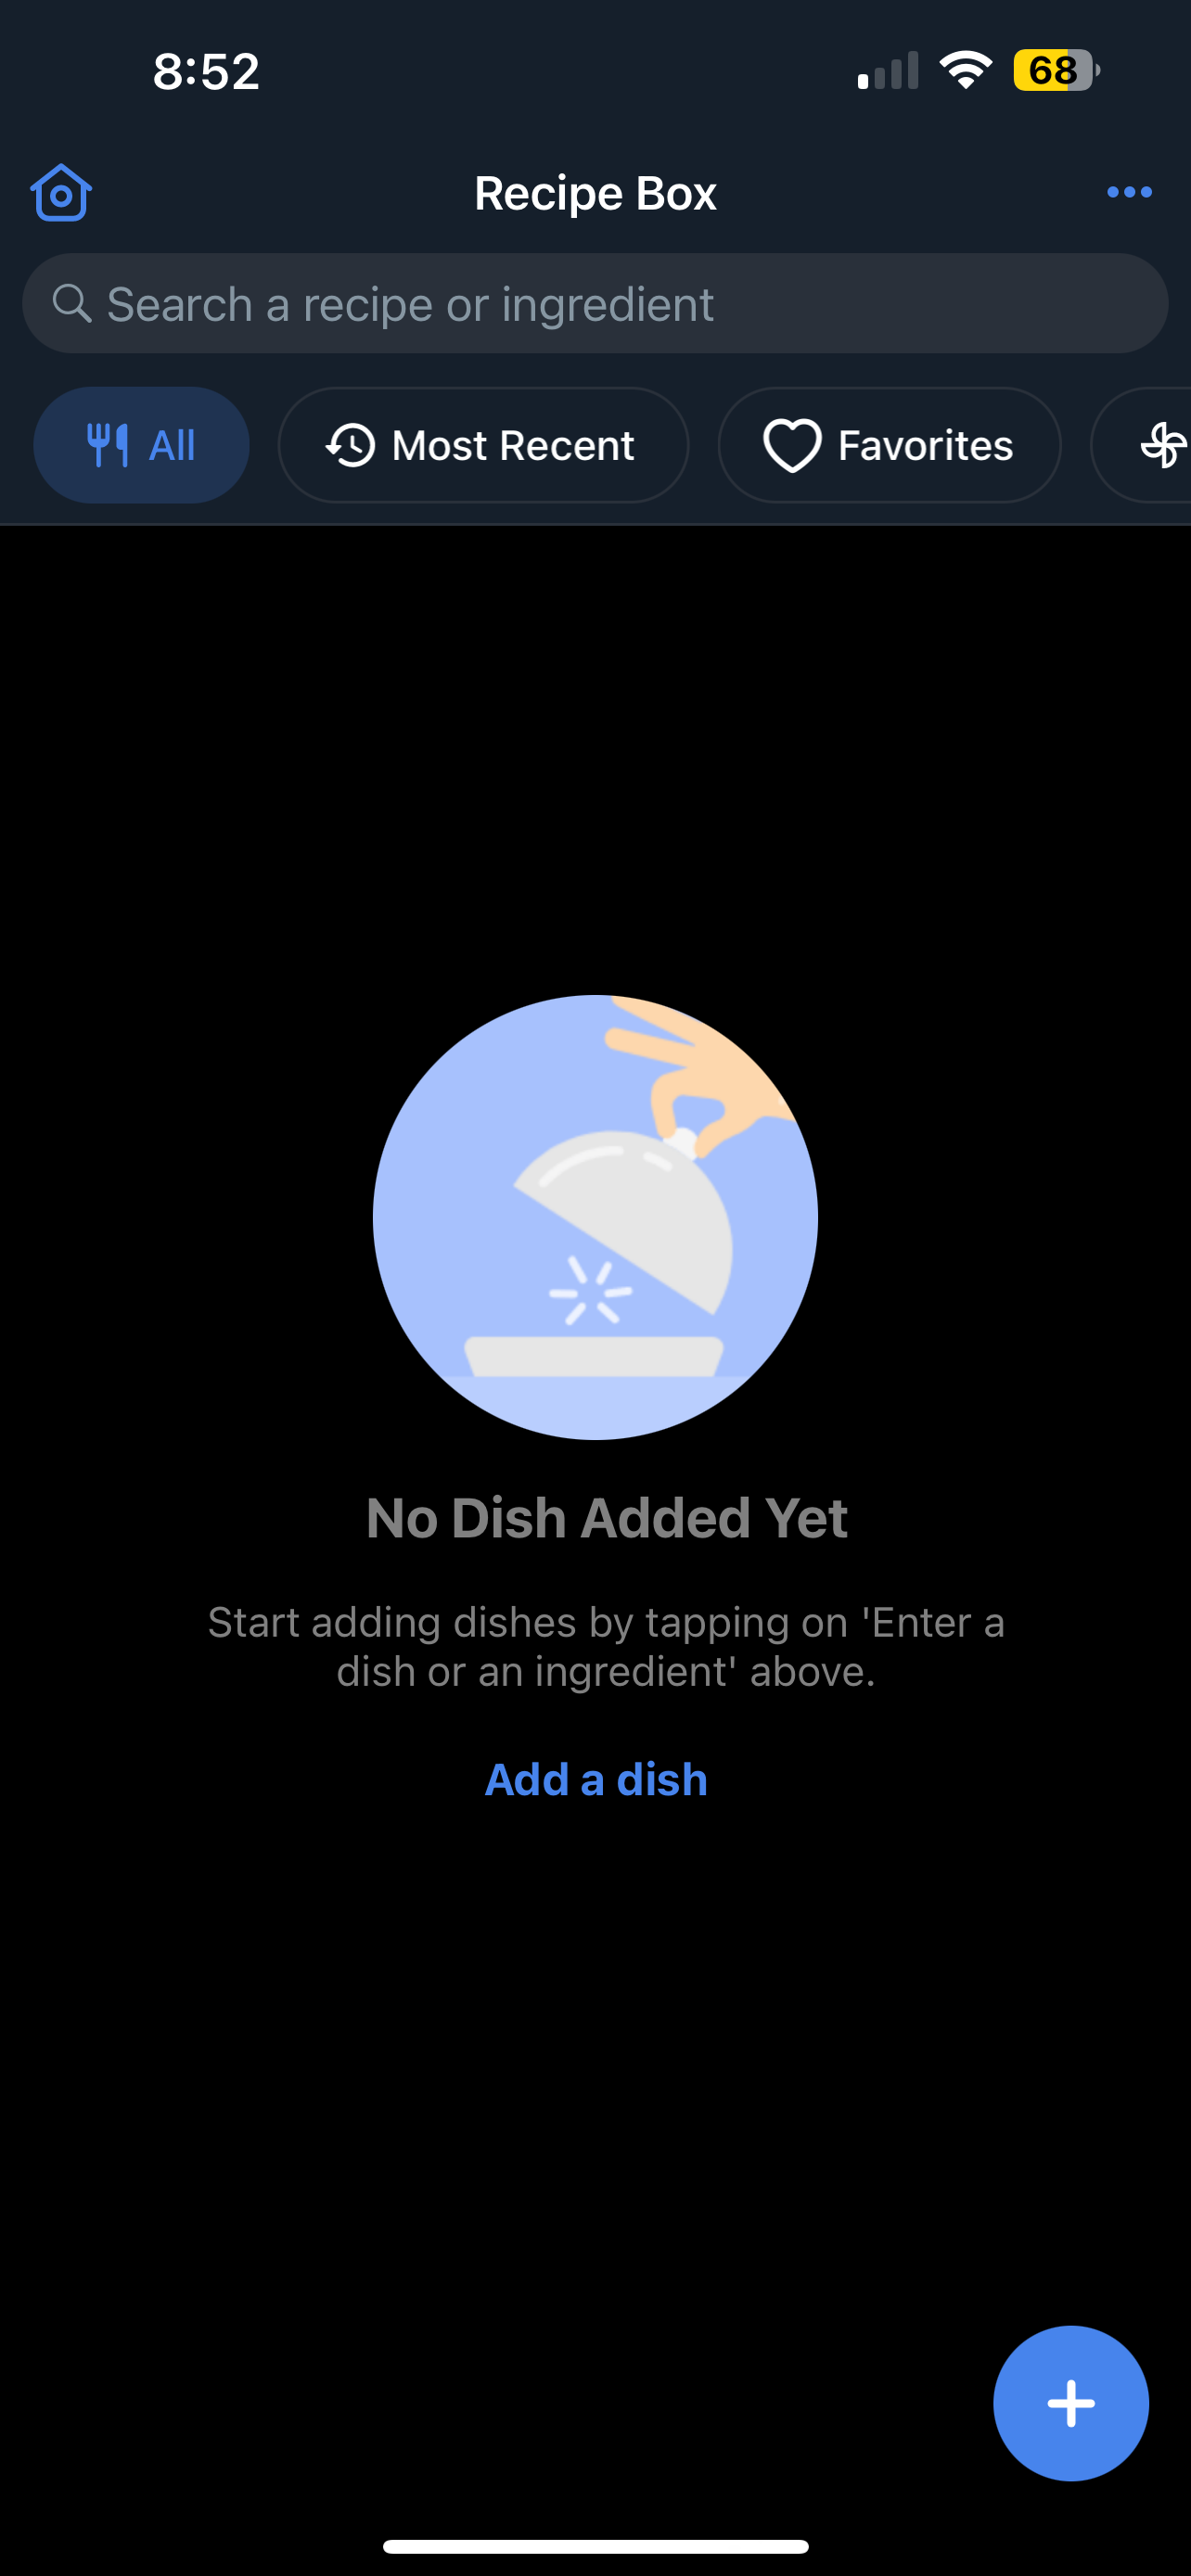 8:52
68
Recipe Box
Search a recipe or ingredient
All
Most Recent
Favorites
No Dish Added Yet
Start adding dishes by tapping on 'Enter a
dish or an ingredient' above.
Add a dish